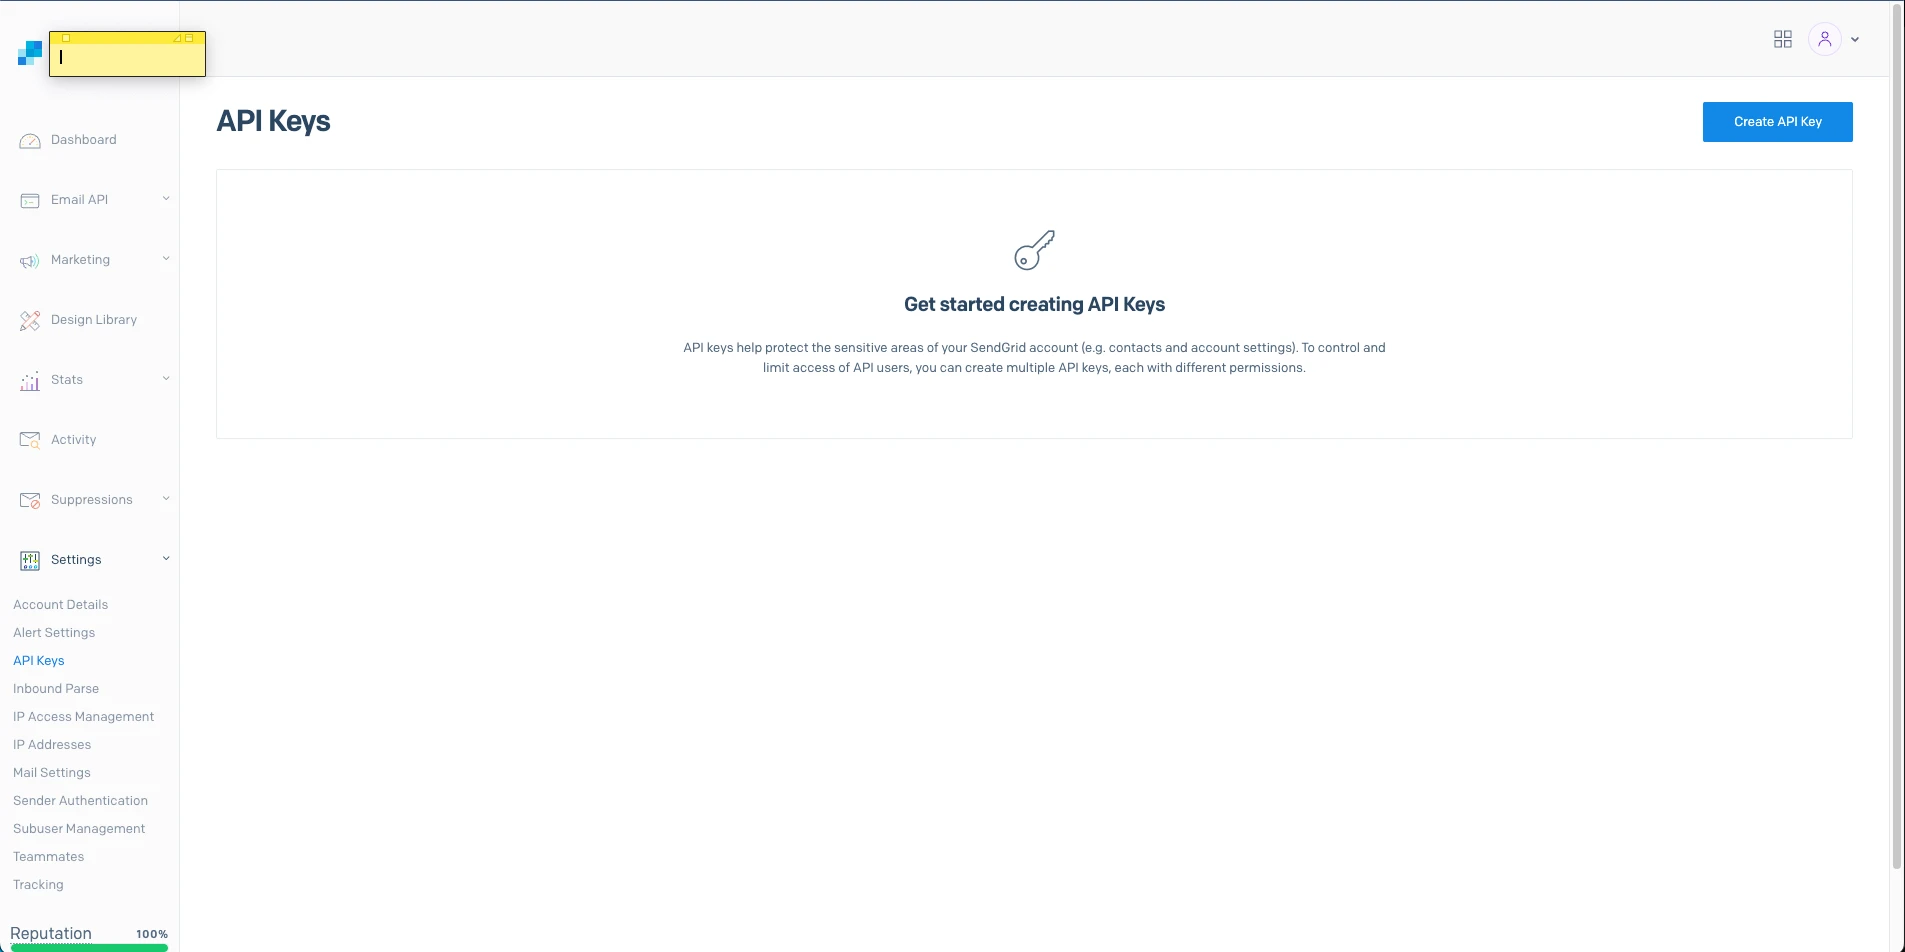 API Keys
Create API Key
Dashboard
Email API
Marketing
Design Library
Stats
Activity
Suppressions
Settings
Account Details
Alert Settings
API Keys
Inbound Parse
IP Access Management
IP Addresses
Mail Settings
Sender Authentication
Subuser Management
Teammates
Tracking
Reputation 100%
Get started creating API Keys
API keys help protect the sensitive areas of your SendGrid account (e.g. contacts and account settings). To control and
limit access of API users, you can create multiple API keys, each with different permissions.